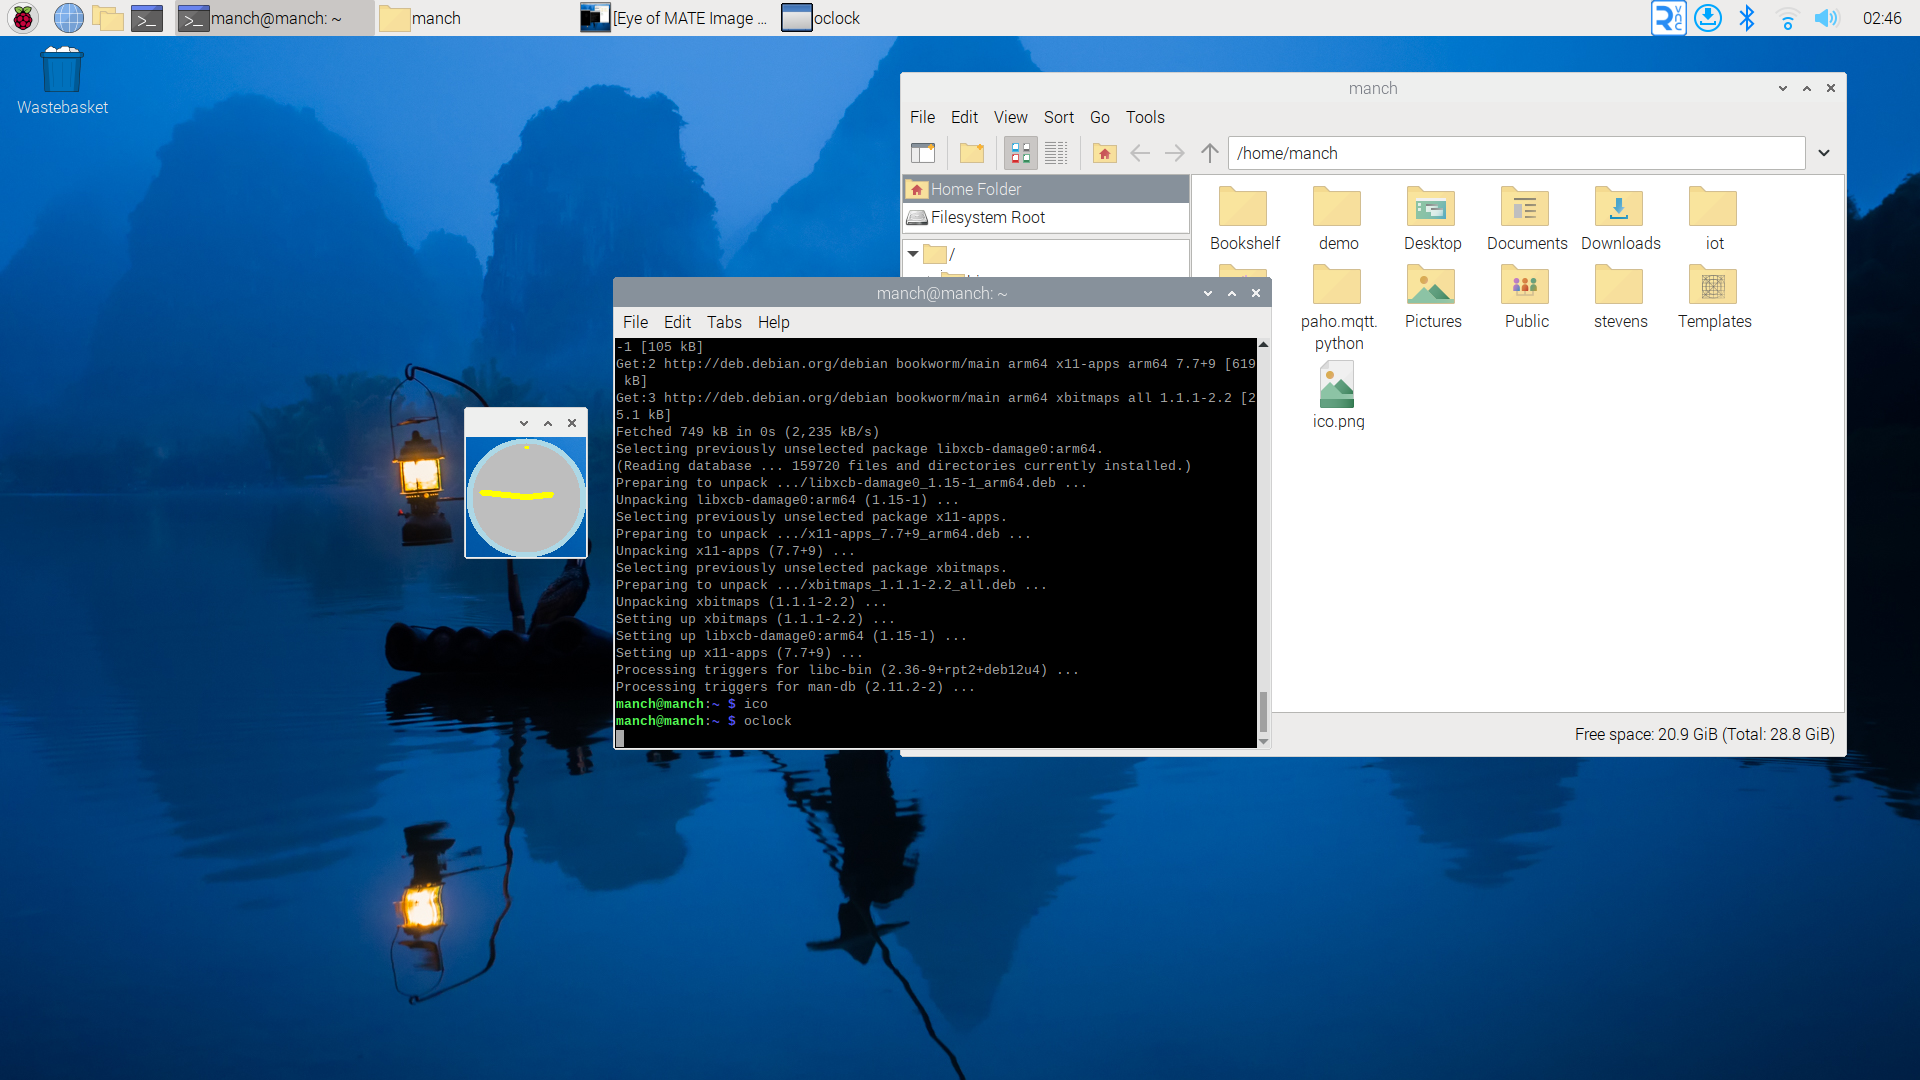 manch@manch: ~
manch
[Eye of MATE Image ...
oclock
VNC
02:46
Wastebasket
manch
File Edit View Sort Go Tools
/home/manch
Home Folder
Filesystem Root
/
Bookshelf
demo
Desktop
Documents
Downloads
iot
paho.mqtt.
python
Pictures
Public
stevens
Templates
ico.png
Free space: 20.9 GiB (Total: 28.8 GiB)
manch@manch: ~
File Edit Tabs Help
-1 [105 kB]
Get:2 http://deb.debian.org/debian bookworm/main arm64 x11-apps arm64 7.7+9 [619
kB]
Get:3 http://deb.debian.org/debian bookworm/main arm64 xbitmaps all 1.1.1-2.2 [2
5.1 kB]
Fetched 749 kB in 0s (2,235 kB/s)
Selecting previously unselected package libxcb-damage0:arm64.
(Reading database ... 159720 files and directories currently installed.)
Preparing to unpack .../libxcb-damage0_1.15-1_arm64.deb ...
Unpacking libxcb-damage0:arm64 (1.15-1) ...
Selecting previously unselected package x11-apps.
Preparing to unpack .../x11-apps_7.7+9_arm64.deb ...
Unpacking x11-apps (7.7+9) ...
Selecting previously unselected package xbitmaps.
Preparing to unpack .../xbitmaps_1.1.1-2.2_all.deb ...
Unpacking xbitmaps (1.1.1-2.2) ...
Setting up xbitmaps (1.1.1-2.2) ...
Setting up libxcb-damage0:arm64 (1.15-1) ...
Setting up x11-apps (7.7+9) ...
Processing triggers for libc-bin (2.36-9+rpt2+deb12u4) ...
Processing triggers for man-db (2.11.2-2) ...
manch@manch:~ $ ico
manch@manch:~ $ oclock